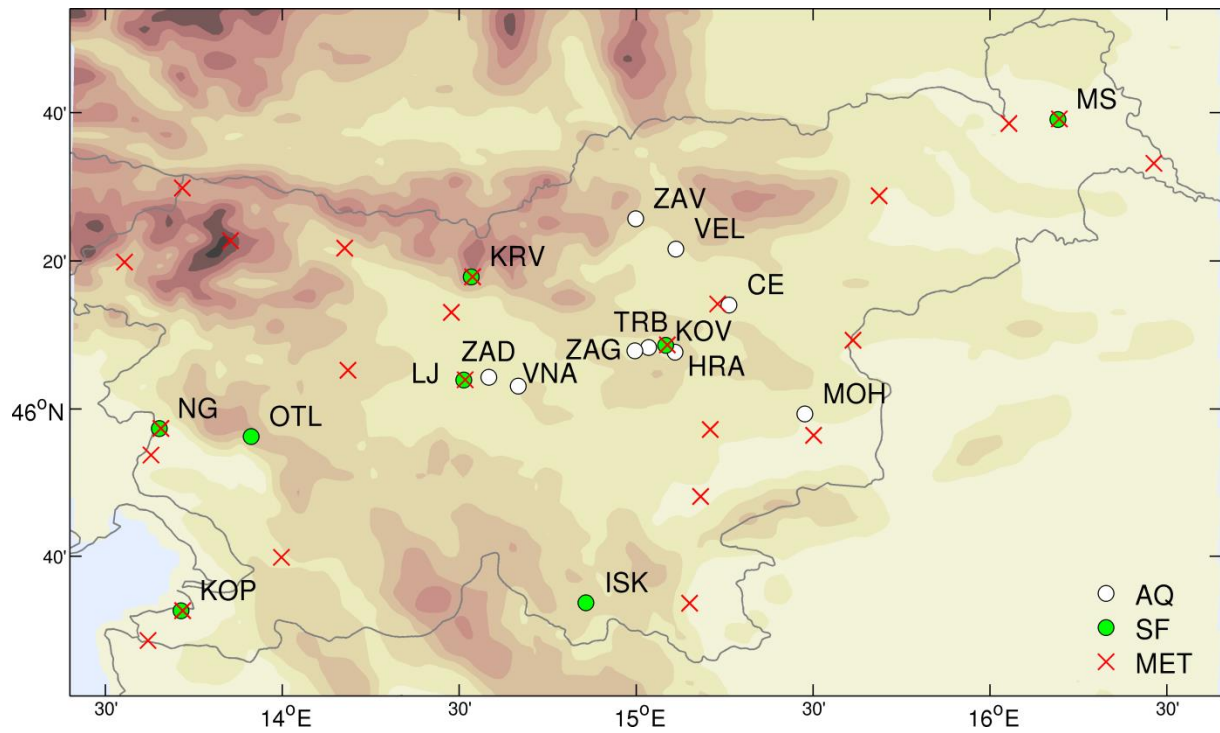 MS
40'
ZAV
VEL
KRV
20'
CE
TRB
KOV
ZAD
ZAG
HRA
LJ
VNA
MOH
NG
OTL
46°N
40'
KOP
ISK
AQ
SF
MET
30'
14°E
30'
15°E
30'
16°E
30'